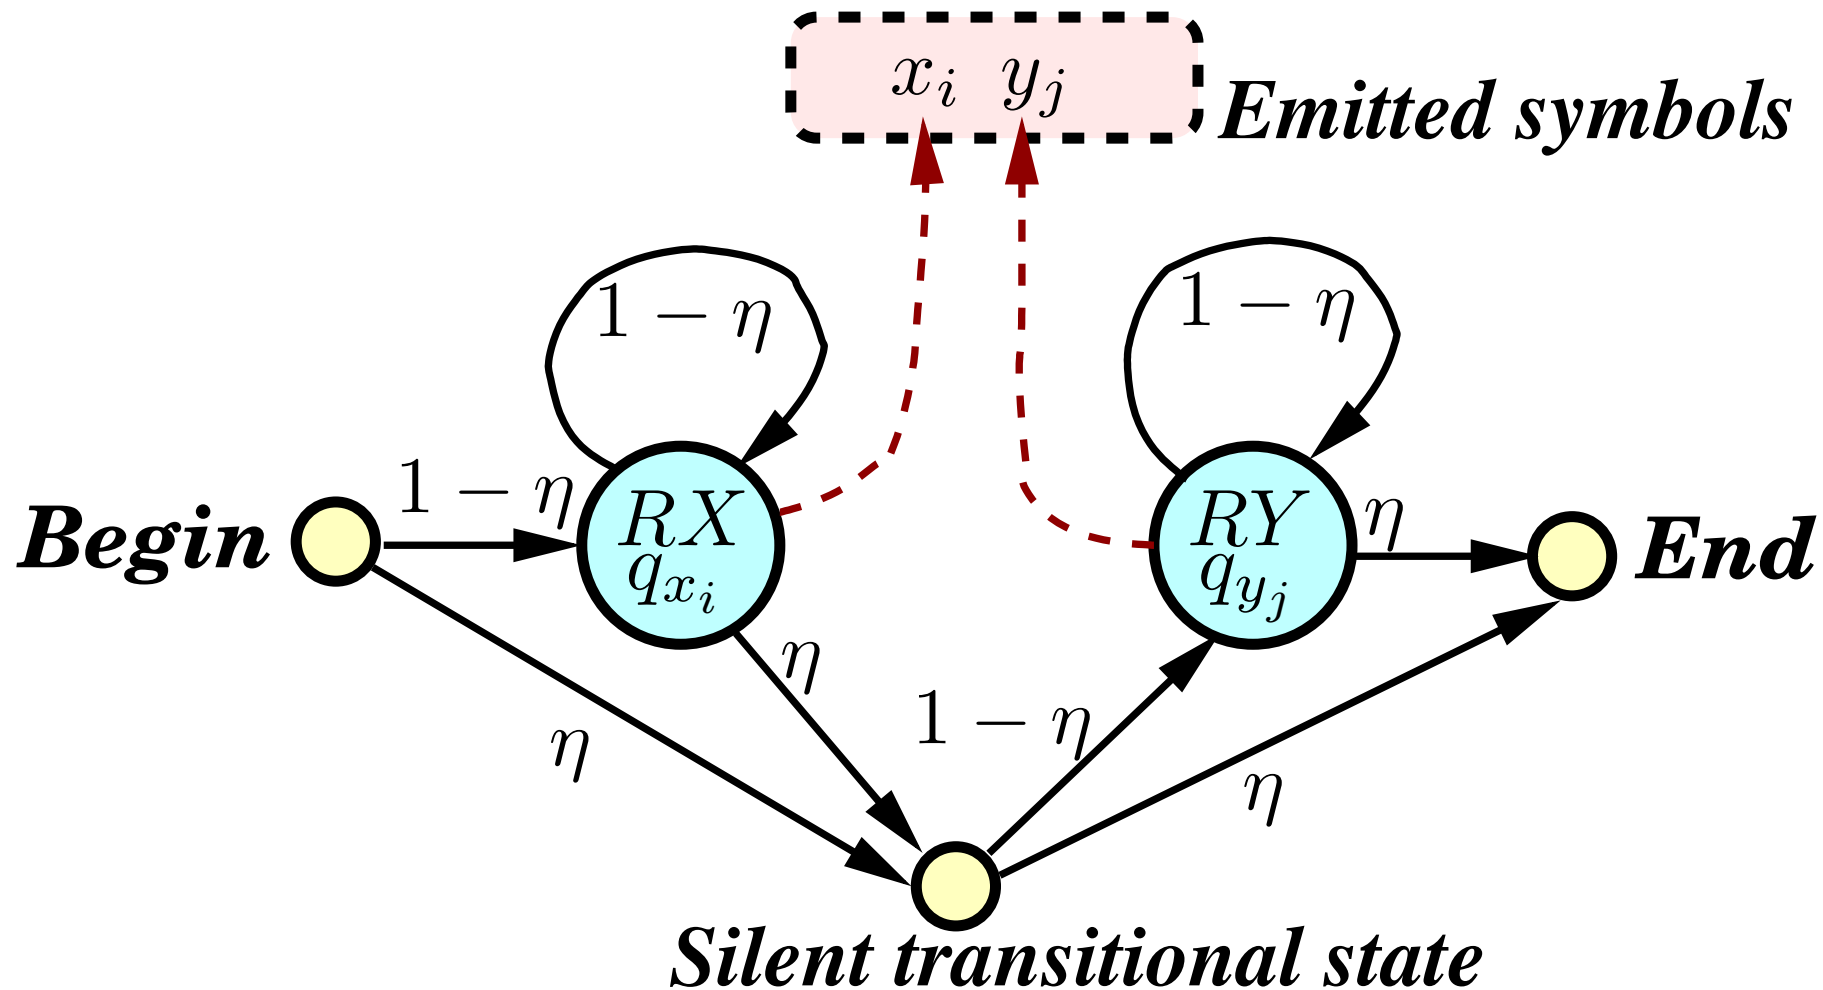 x_i y_j
Emitted symbols
1 − η
1 − η
Begin
1 − η
RX
q_{x_i}
RY
q_{y_j}
η
End
η
1 − η
η
η
Silent transitional state